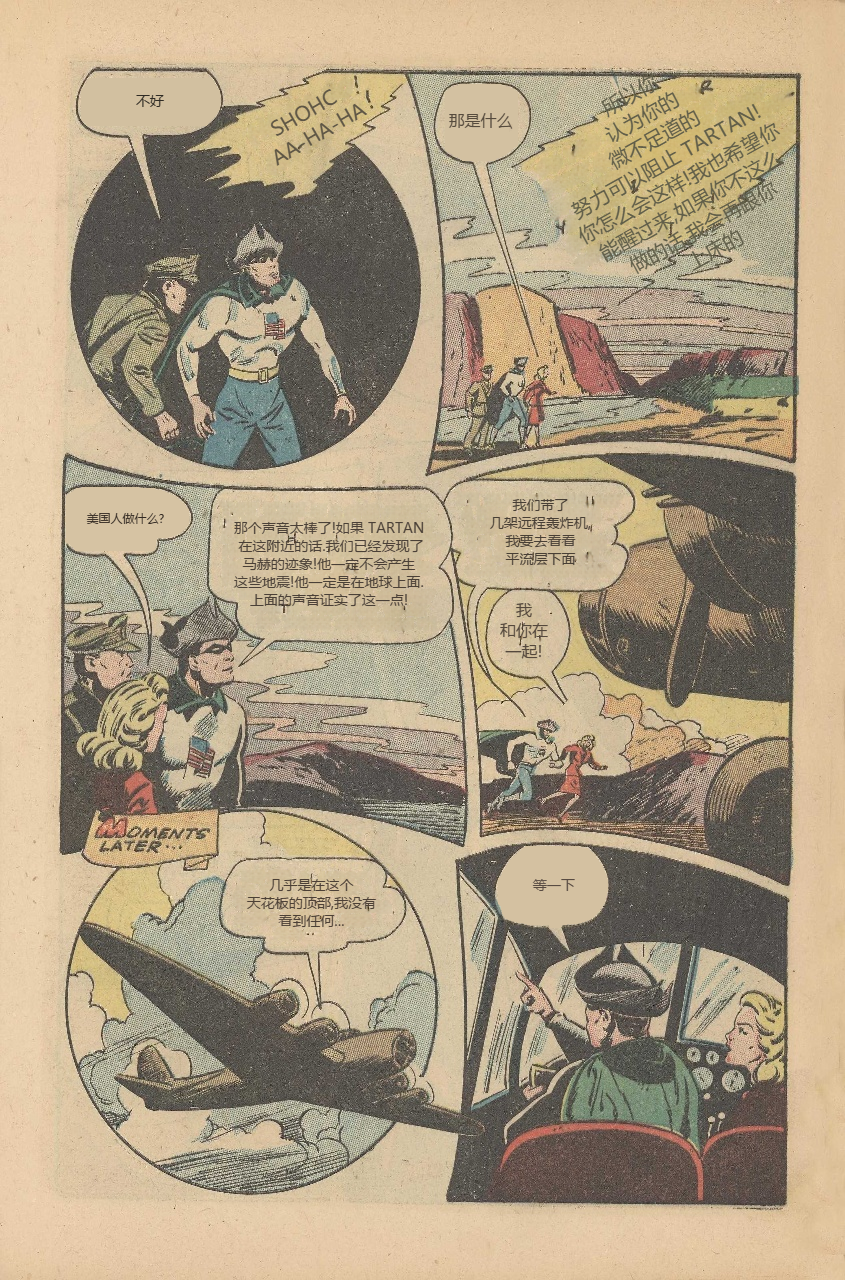 不好
SHOHC
AA-HA-HA!
那是什么
所以你
认为你的
微不足道的
努力可以阻止 TARTAN!
你怎么会这样!我也希望你
能醒过来,如果你不这么
做的话,我会再跟你
上床的
美国人做什么?
那个声音太棒了!如果 TARTAN
在这附近的话,我们已经发现了
马赫的迹象!他一定不会产生
这些地震!他一定是在地球上面.
上面的声音证实了这一点!
我们带了
几架远程轰炸机,
我要去看看
平流层下面
我
和你在
一起!
MOMENTS
LATER...
几乎是在这个
天花板的顶部,我没有
看到任何...
等一下